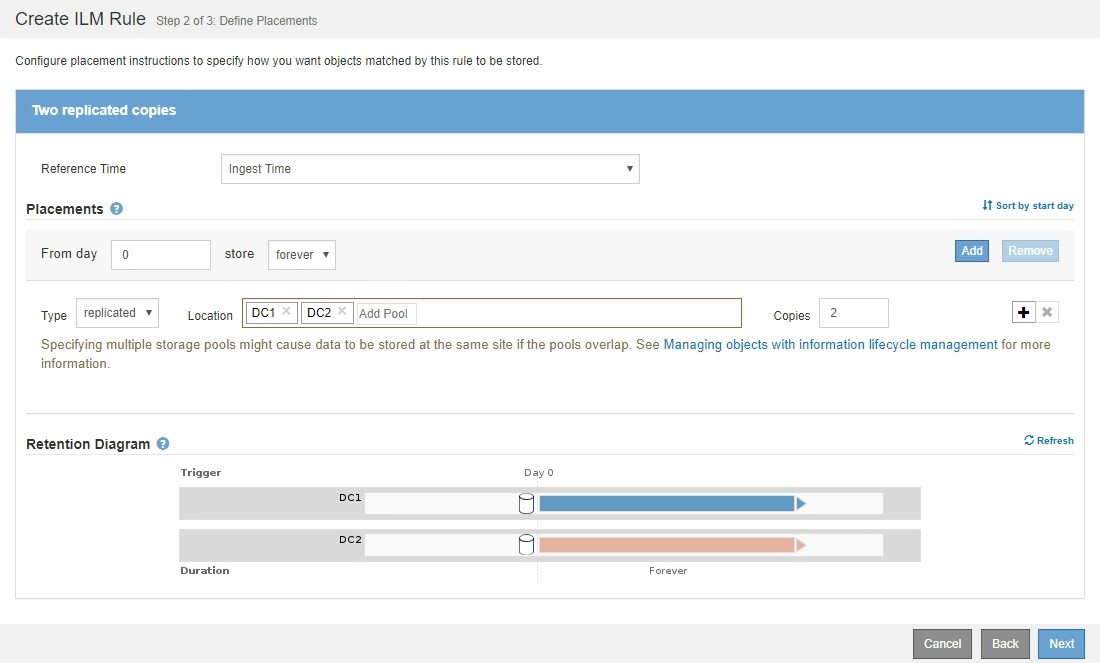 Create ILM Rule Step 2 of 3: Define Placements
Configure placement instructions to specify how you want objects matched by this rule to be stored.
Two replicated copies
Reference Time Ingest Time
Placements Sort by start day
From day 0 store forever Add Remove
Type replicated Location DC1 DC2 Add Pool Copies 2
Specifying multiple storage pools might cause data to be stored at the same site if the pools overlap. See Managing objects with information lifecycle management for more
information.
Retention Diagram Refresh
Trigger Day 0
DC1
DC2
Duration Forever
Cancel Back Next